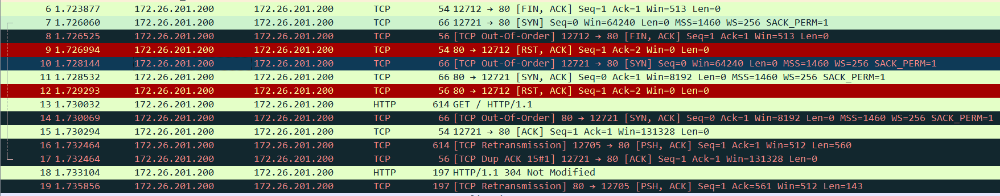 6 1.723877 172.26.201.200 172.26.201.200 TCP 54 12712 → 80 [FIN, ACK] Seq=1 Ack=1 Win=513 Len=0
7 1.726060 172.26.201.200 172.26.201.200 TCP 66 12721 → 80 [SYN] Seq=0 Win=64240 Len=0 MSS=1460 WS=256 SACK_PERM=1
8 1.726525 172.26.201.200 172.26.201.200 TCP 56 [TCP Out-Of-Order] 12712 → 80 [FIN, ACK] Seq=1 Ack=1 Win=513 Len=0
9 1.726994 172.26.201.200 172.26.201.200 TCP 54 80 → 12712 [RST, ACK] Seq=1 Ack=2 Win=0 Len=0
10 1.728144 172.26.201.200 172.26.201.200 TCP 66 [TCP Out-Of-Order] 12721 → 80 [SYN] Seq=0 Win=64240 Len=0 MSS=1460 WS=256 SACK_PERM=1
11 1.728532 172.26.201.200 172.26.201.200 TCP 66 80 → 12721 [SYN, ACK] Seq=0 Ack=1 Win=8192 Len=0 MSS=1460 WS=256 SACK_PERM=1
12 1.729293 172.26.201.200 172.26.201.200 TCP 56 80 → 12712 [RST, ACK] Seq=1 Ack=2 Win=0 Len=0
13 1.730032 172.26.201.200 172.26.201.200 HTTP 614 GET / HTTP/1.1
14 1.730069 172.26.201.200 172.26.201.200 TCP 66 [TCP Out-Of-Order] 80 → 12721 [SYN, ACK] Seq=0 Ack=1 Win=8192 Len=0 MSS=1460 WS=256 SACK_PERM=1
15 1.730294 172.26.201.200 172.26.201.200 TCP 54 12721 → 80 [ACK] Seq=1 Ack=1 Win=131328 Len=0
16 1.732464 172.26.201.200 172.26.201.200 TCP 614 [TCP Retransmission] 12705 → 80 [PSH, ACK] Seq=1 Ack=1 Win=512 Len=560
17 1.732464 172.26.201.200 172.26.201.200 TCP 56 [TCP Dup ACK 15#1] 12721 → 80 [ACK] Seq=1 Ack=1 Win=131328 Len=0
18 1.733104 172.26.201.200 172.26.201.200 HTTP 197 HTTP/1.1 304 Not Modified
19 1.735856 172.26.201.200 172.26.201.200 TCP 197 [TCP Retransmission] 80 → 12705 [PSH, ACK] Seq=1 Ack=561 Win=512 Len=143